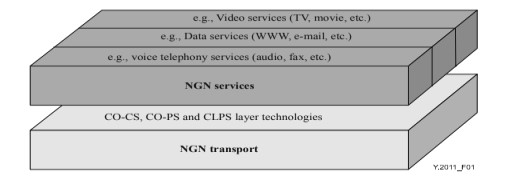 e.g., Video services (TV, movie, etc.)
e.g., Data services (WWW, e-mail, etc.)
e.g., voice telephony services (audio, fax, etc.)
NGN services
CO-CS, CO-PS and CLPS layer technologies
NGN transport
Y.2011_F01